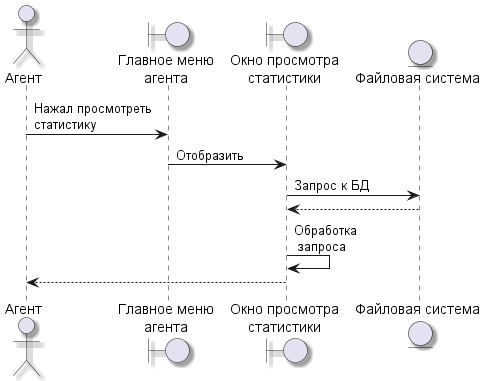 Агент
Главное меню
агента
Окно просмотра
статистики
Файловая система
Нажал просмотреть
статистику
Отобразить
Запрос к БД
Обработка
запроса
Агент
Главное меню
агента
Окно просмотра
статистики
Файловая система